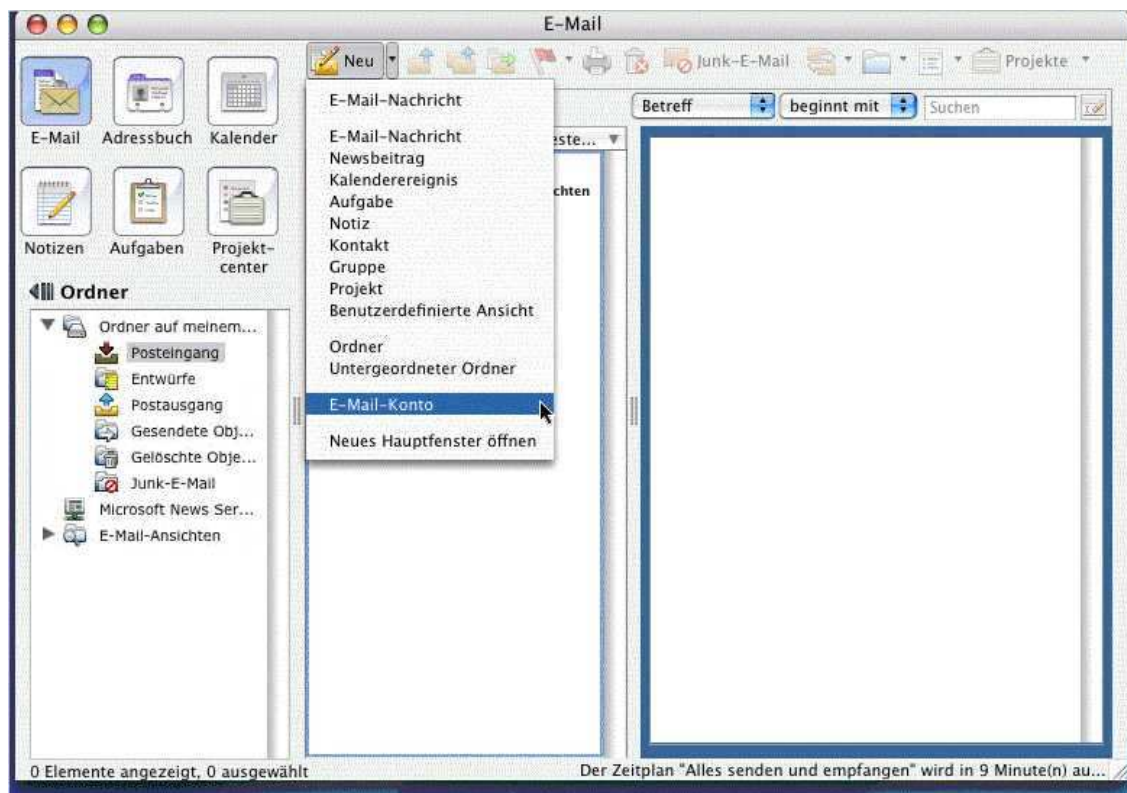 E-Mail
Neu
Junk-E-Mail
Projekte
E-Mail
Adressbuch
Kalender
Notizen
Aufgaben
Projekt-
center
E-Mail-Nachricht
E-Mail-Nachricht
Newsbeitrag
Kalenderereignis
Aufgabe
Notiz
Kontakt
Gruppe
Projekt
Benutzerdefinierte Ansicht
Ordner
Untergeordneter Ordner
E-Mail-Konto
Neues Hauptfenster öffnen
Betreff
beginnt mit
Suchen
este...
chten
Ordner
Ordner auf meinem...
Posteingang
Entwürfe
Postausgang
Gesendete Obj...
Gelöschte Obje...
Junk-E-Mail
Microsoft News Ser...
E-Mail-Ansichten
0 Elemente angezeigt, 0 ausgewählt
Der Zeitplan "Alles senden und empfangen" wird in 9 Minute(n) au...